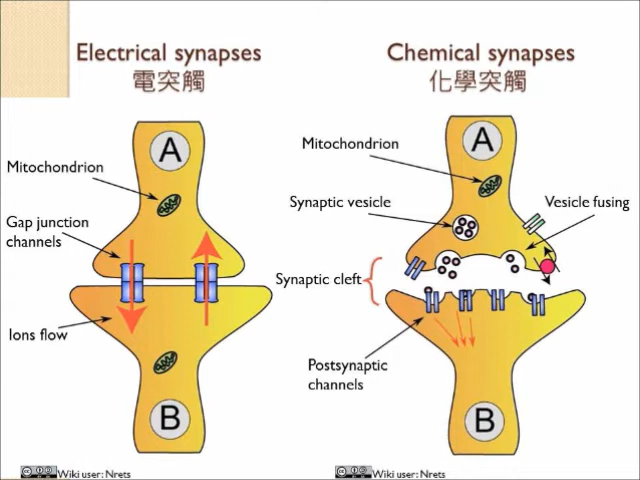 Electrical synapses
電突觸
A
Mitochondrion
Gap junction
channels
Ions flow
B
Wiki user: Nrets
Chemical synapses
化學突觸
Mitochondrion
A
Synaptic vesicle
Vesicle fusing
Synaptic cleft
Postsynaptic
channels
B
Wiki user: Nrets